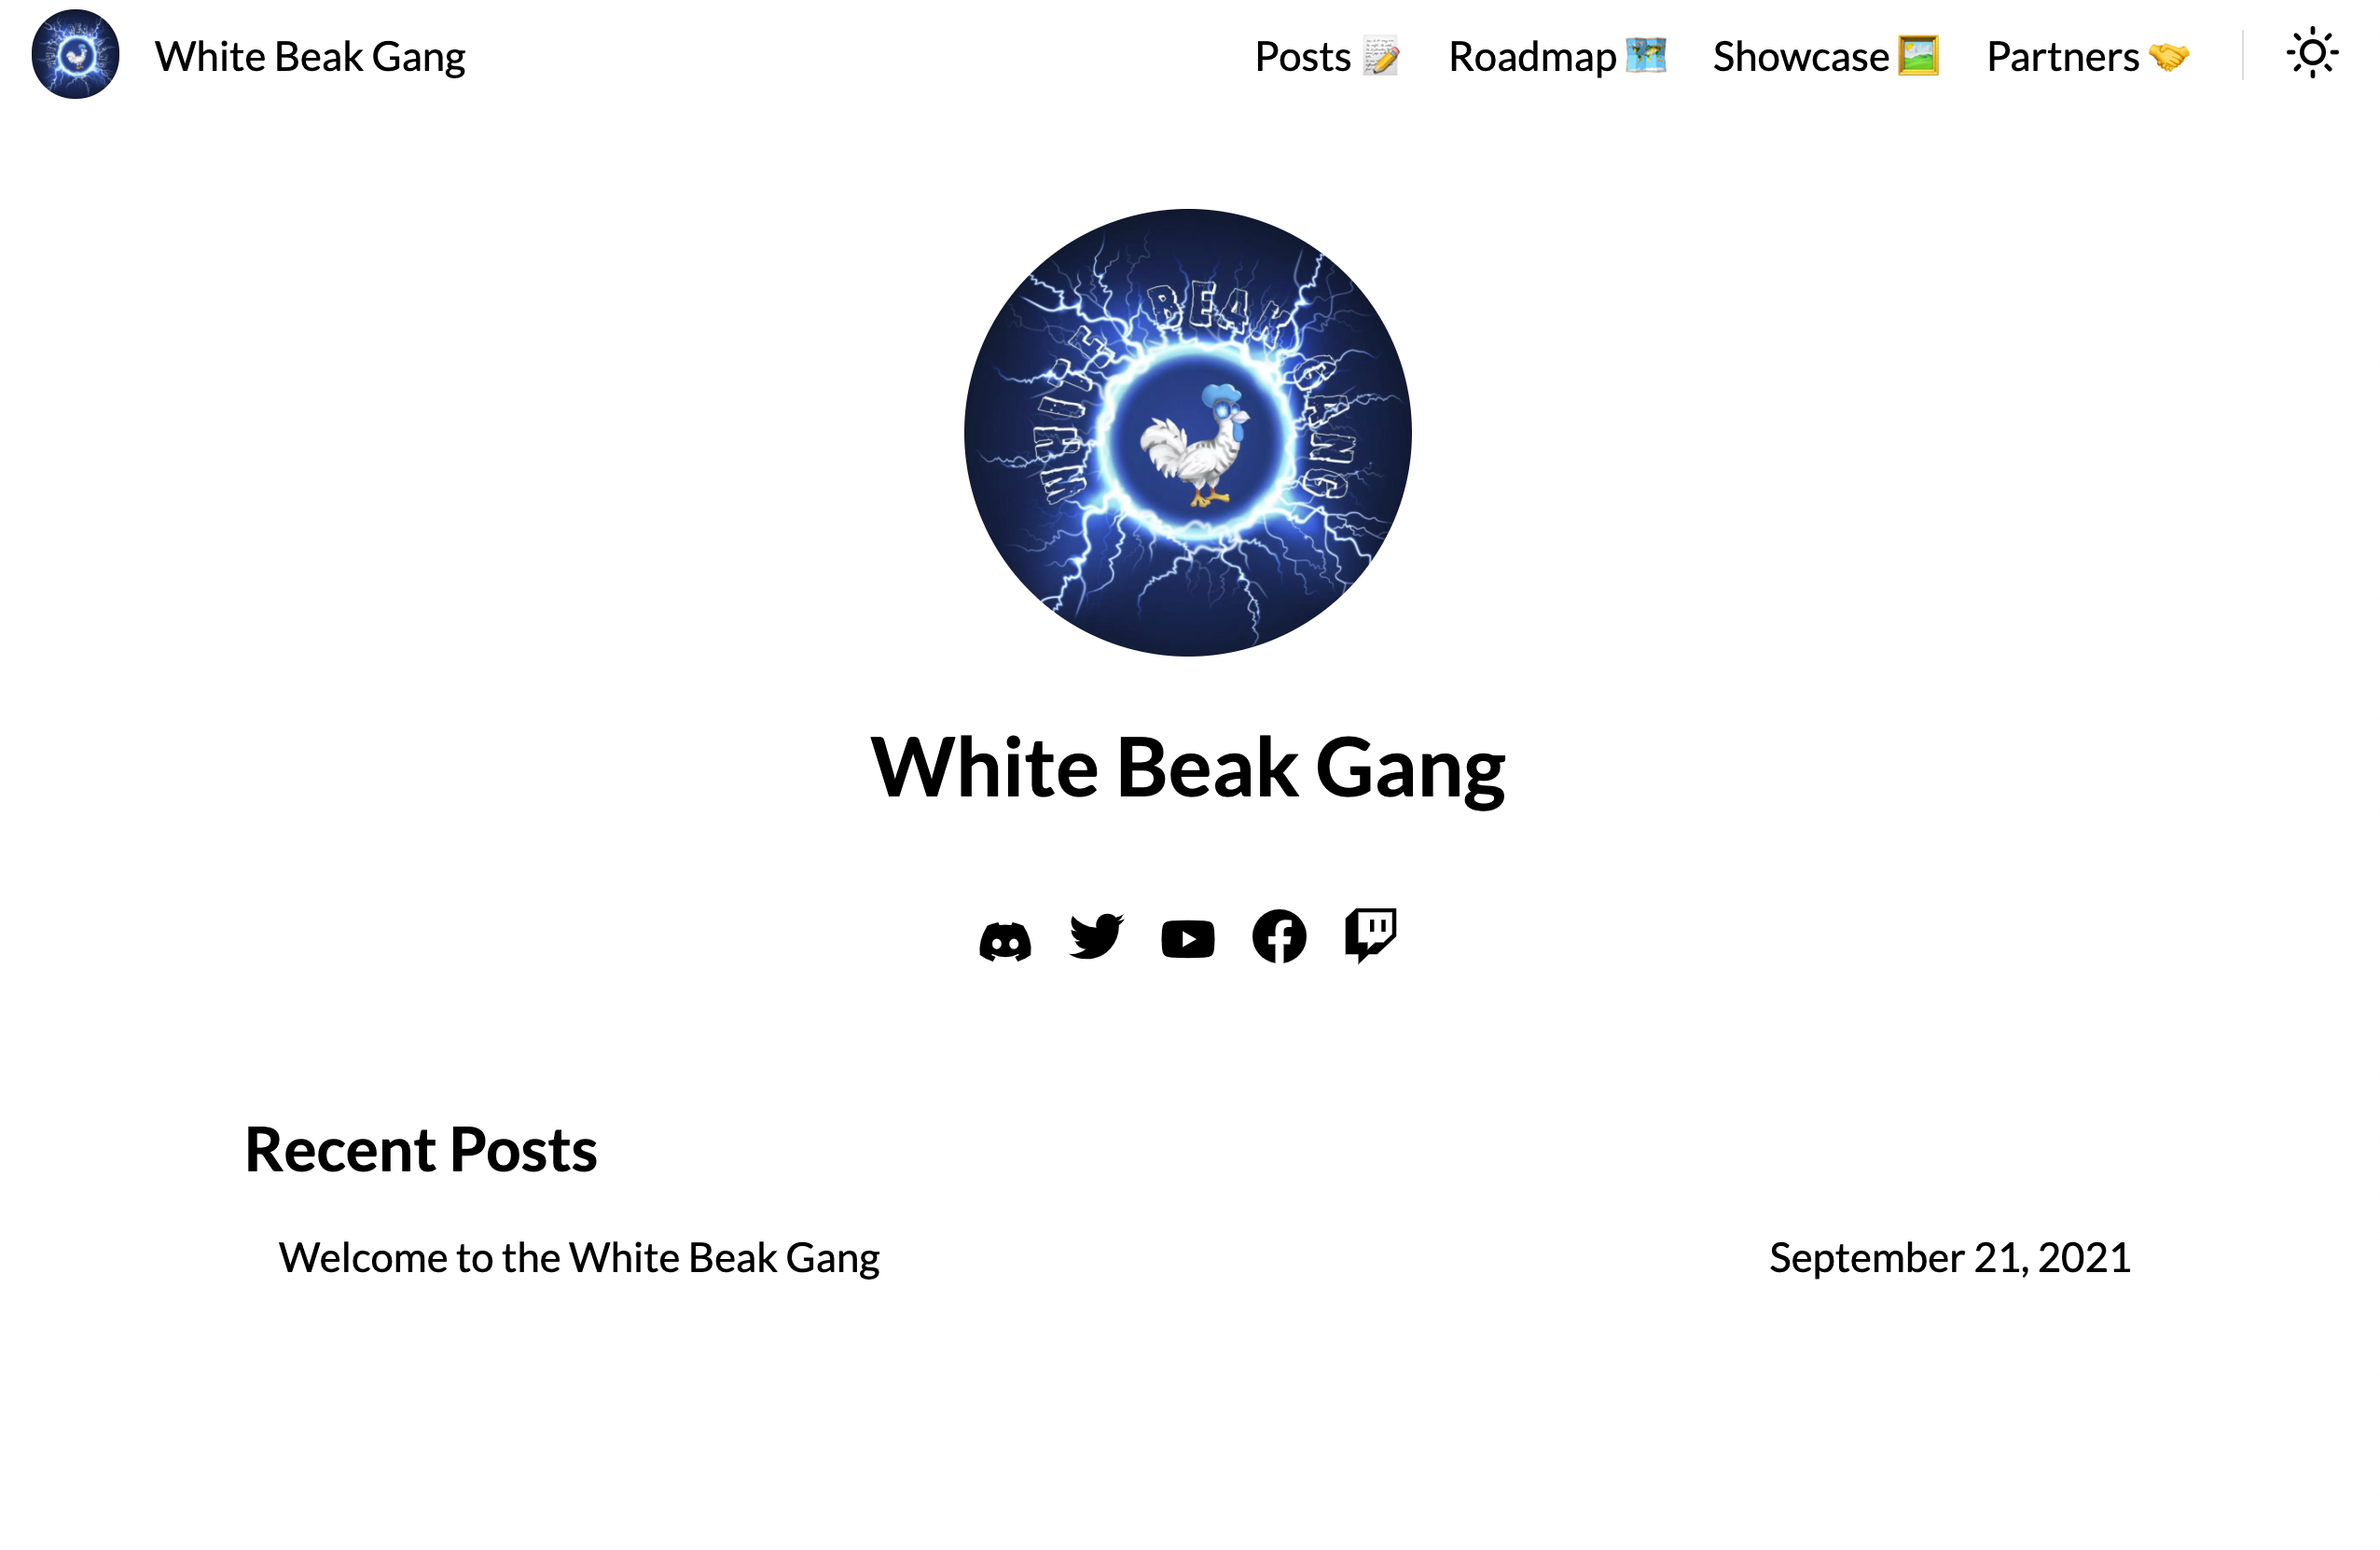 White Beak Gang
Posts 📝 Roadmap 🗺️ Showcase 🖼️ Partners 🤝
WHITE BEAK GANG
White Beak Gang
Recent Posts
Welcome to the White Beak Gang September 21, 2021